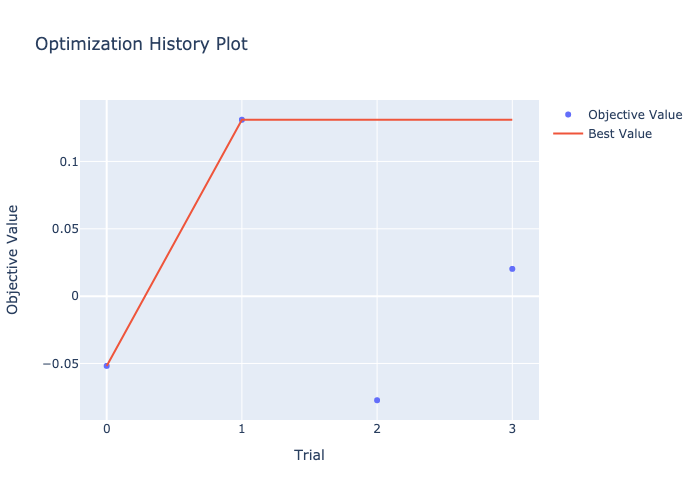 Optimization History Plot
Objective Value
Best Value
0.1
0.05
0
−0.05
0
1
2
3
Trial
Objective Value